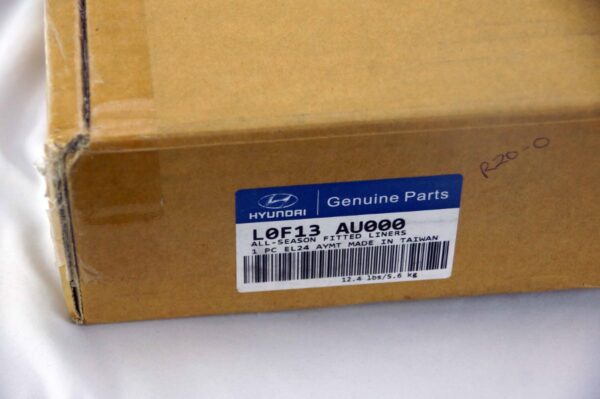 R20-0
HYUNDAI
Genuine Parts
L0F13 AU000
ALL-SEASON FITTED LINERS
1 PC EL24 AYMT MADE IN TAIWAN
12.4 lbs/5.6 kg